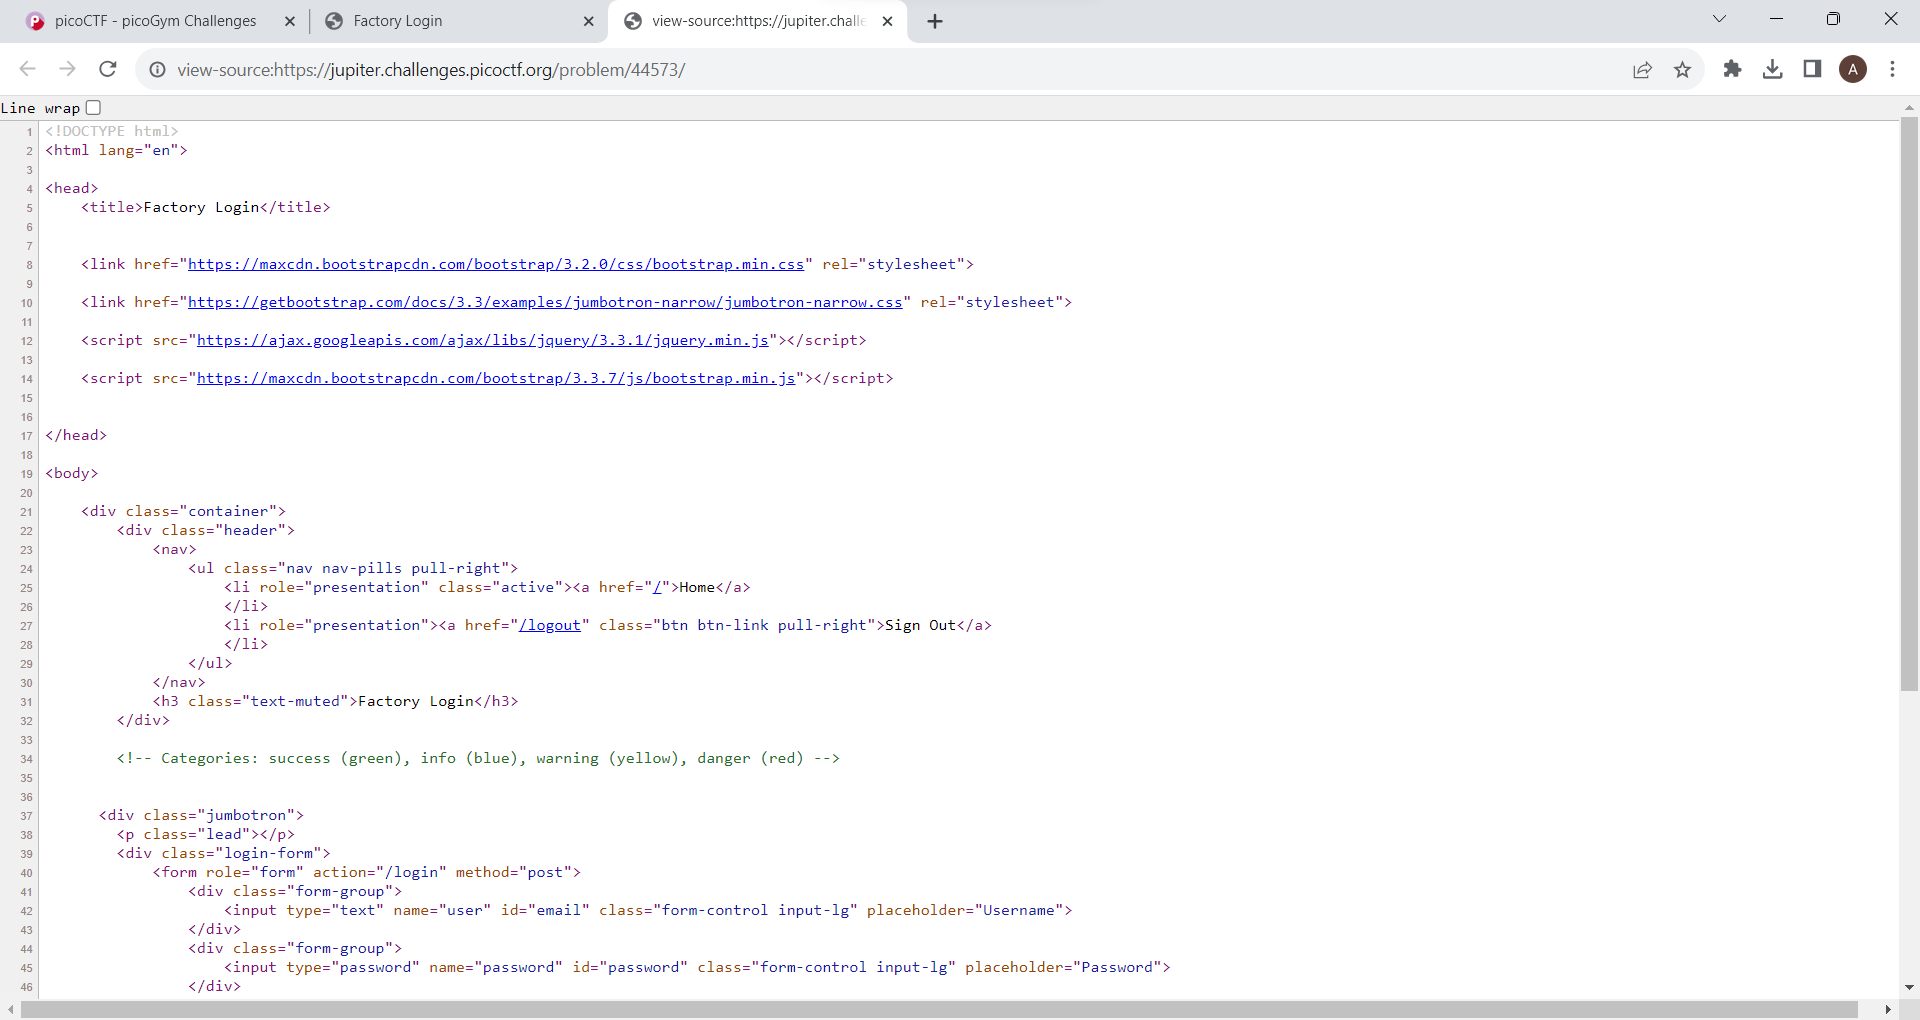 picoCTF - picoGym Challenges
Factory Login
view-source:https://jupiter.challe
view-source:https://jupiter.challenges.picoctf.org/problem/44573/
A
Line wrap
1 <!DOCTYPE html>
2 <html lang="en">
3
4 <head>
5     <title>Factory Login</title>
6
7
8     <link href="https://maxcdn.bootstrapcdn.com/bootstrap/3.2.0/css/bootstrap.min.css" rel="stylesheet">
9
10     <link href="https://getbootstrap.com/docs/3.3/examples/jumbotron-narrow/jumbotron-narrow.css" rel="stylesheet">
11
12     <script src="https://ajax.googleapis.com/ajax/libs/jquery/3.3.1/jquery.min.js"></script>
13
14     <script src="https://maxcdn.bootstrapcdn.com/bootstrap/3.3.7/js/bootstrap.min.js"></script>
15
16
17 </head>
18
19 <body>
20
21     <div class="container">
22         <div class="header">
23             <nav>
24                 <ul class="nav nav-pills pull-right">
25                     <li role="presentation" class="active"><a href="/">Home</a>
26                     </li>
27                     <li role="presentation"><a href="/logout" class="btn btn-link pull-right">Sign Out</a>
28                     </li>
29                 </ul>
30             </nav>
31             <h3 class="text-muted">Factory Login</h3>
32         </div>
33
34         <!-- Categories: success (green), info (blue), warning (yellow), danger (red) -->
35
36
37       <div class="jumbotron">
38         <p class="lead"></p>
39         <div class="login-form">
40             <form role="form" action="/login" method="post">
41                 <div class="form-group">
42                     <input type="text" name="user" id="email" class="form-control input-lg" placeholder="Username">
43                 </div>
44                 <div class="form-group">
45                     <input type="password" name="password" id="password" class="form-control input-lg" placeholder="Password">
46                 </div>